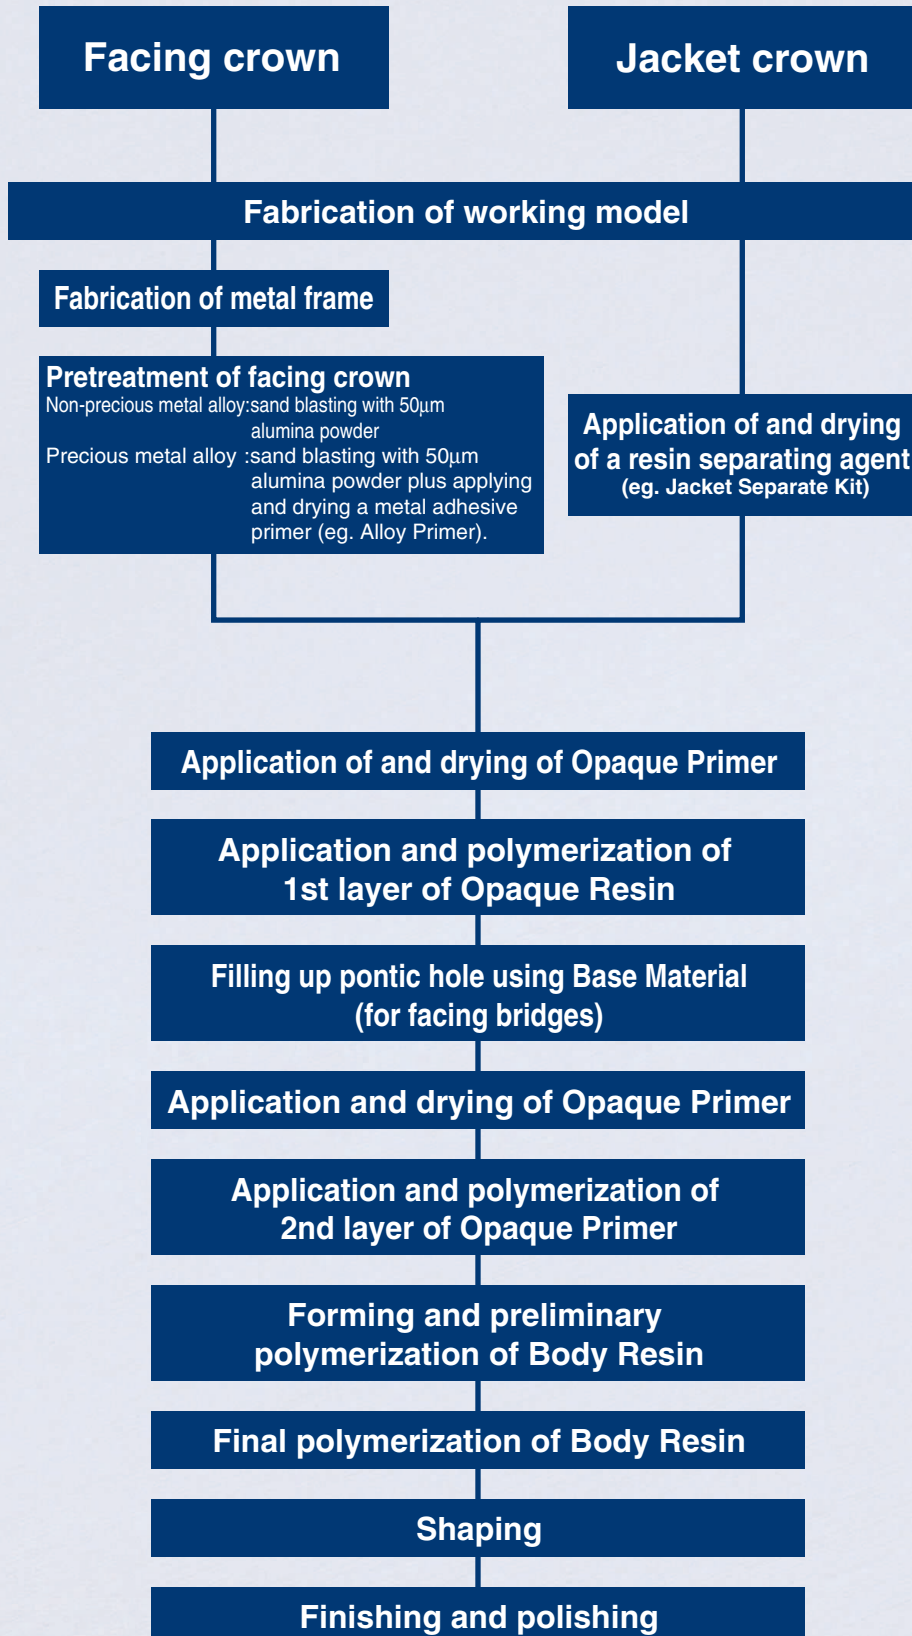 Facing crown
Jacket crown
Fabrication of working model
Fabrication of metal frame
Pretreatment of facing crown
Non-precious metal alloy:sand blasting with 50μm
alumina powder
Precious metal alloy :sand blasting with 50μm
alumina powder plus applying
and drying a metal adhesive
primer (eg. Alloy Primer).
Application of and drying
of a resin separating agent
(eg. Jacket Separate Kit)
Application of and drying of Opaque Primer
Application and polymerization of
1st layer of Opaque Resin
Filling up pontic hole using Base Material
(for facing bridges)
Application and drying of Opaque Primer
Application and polymerization of
2nd layer of Opaque Primer
Forming and preliminary
polymerization of Body Resin
Final polymerization of Body Resin
Shaping
Finishing and polishing